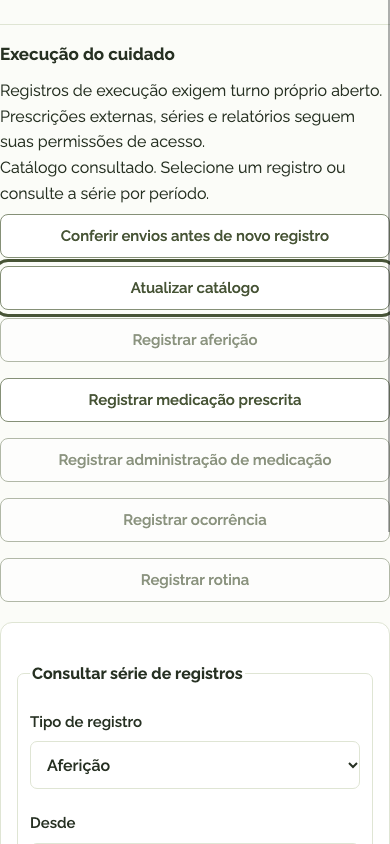 Execução do cuidado
Registros de execução exigem turno próprio aberto.
Prescrições externas, séries e relatórios seguem
suas permissões de acesso.
Catálogo consultado. Selecione um registro ou
consulte a série por período.
Conferir envios antes de novo registro
Atualizar catálogo
Registrar aferição
Registrar medicação prescrita
Registrar administração de medicação
Registrar ocorrência
Registrar rotina
Consultar série de registros
Tipo de registro
Aferição
Desde